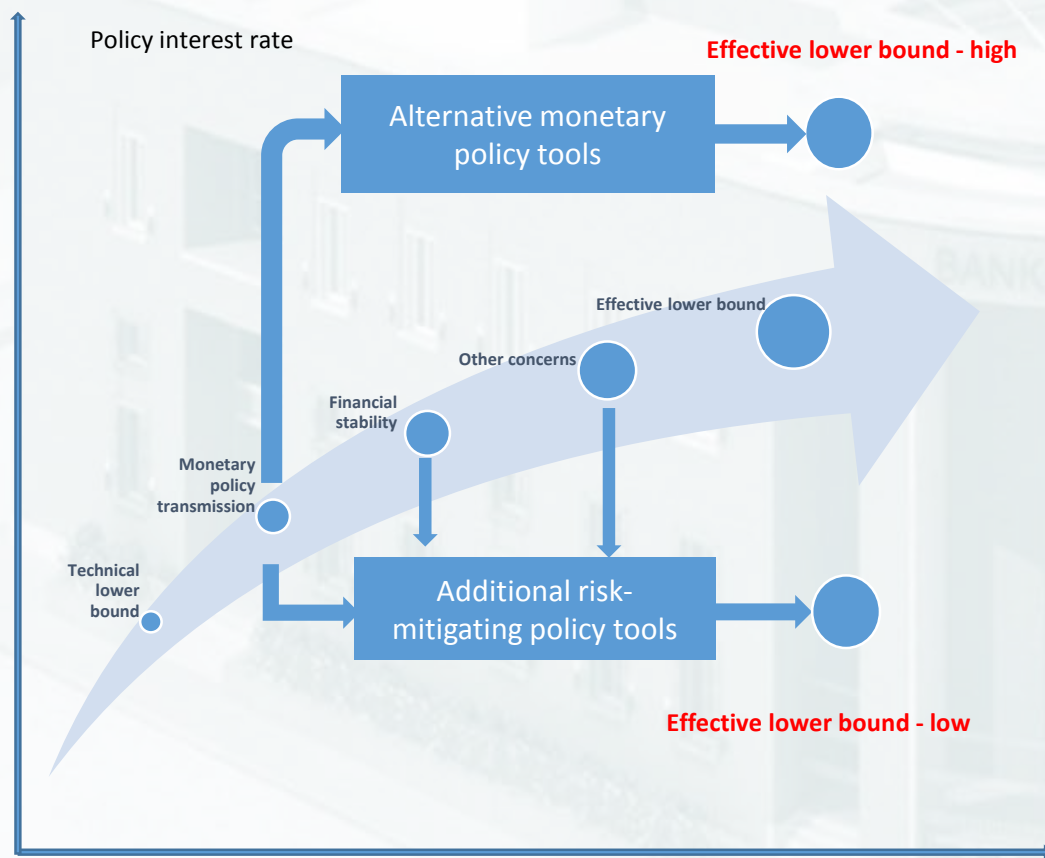 Policy interest rate
Effective lower bound - high
Alternative monetary
policy tools
BANK
Effective lower bound
Other concerns
Financial
stability
Monetary
policy
transmission
Technical
lower
bound
Additional risk-
mitigating policy tools
Effective lower bound - low